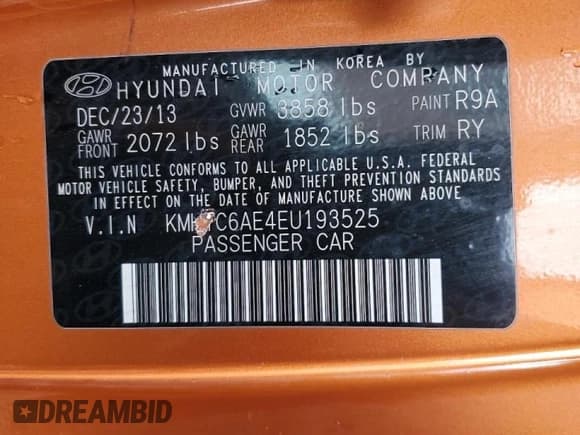 MANUFACTURED IN KOREA BY
HYUNDAI MOTOR COMPANY
DEC/23/13 GVWR 3858 lbs PAINT R9A
GAWR FRONT 2072 lbs GAWR REAR 1852 lbs TRIM RY
THIS VEHICLE CONFORMS TO ALL APPLICABLE U.S.A. FEDERAL
MOTOR VEHICLE SAFETY, BUMPER, AND THEFT PREVENTION STANDARDS
IN EFFECT ON THE DATE OF MANUFACTURE SHOWN ABOVE.
V.I.N
PASSENGER CAR
DREAMBID